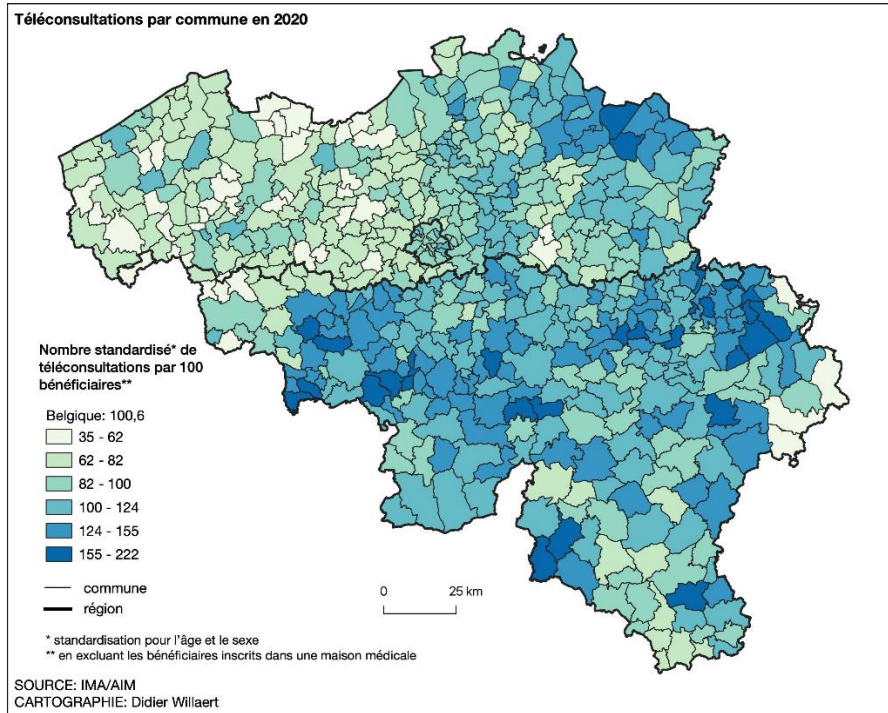 Téléconsultations par commune en 2020
Nombre standardisé* de
téléconsultations par 100
bénéficiaires**
Belgique: 100,6
35 - 62
62 - 82
82 - 100
100 - 124
124 - 155
155 - 222
commune
région
0 25 km
* standardisation pour l'âge et le sexe
** en excluant les bénéficiaires inscrits dans une maison médicale
SOURCE: IMA/AIM
CARTOGRAPHIE: Didier Willaert